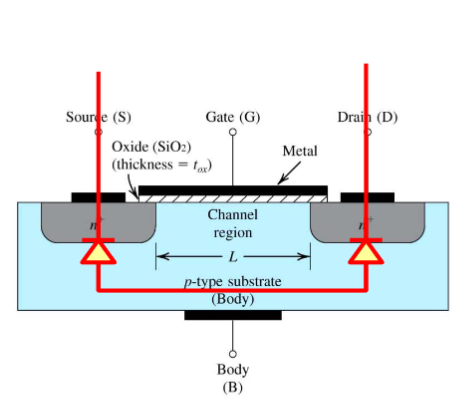 Source (S)
Gate (G)
Drain (D)
Oxide (SiO2)
(thickness = tox)
Metal
Channel
region
n+
n+
L
p-type substrate
(Body)
Body
(B)